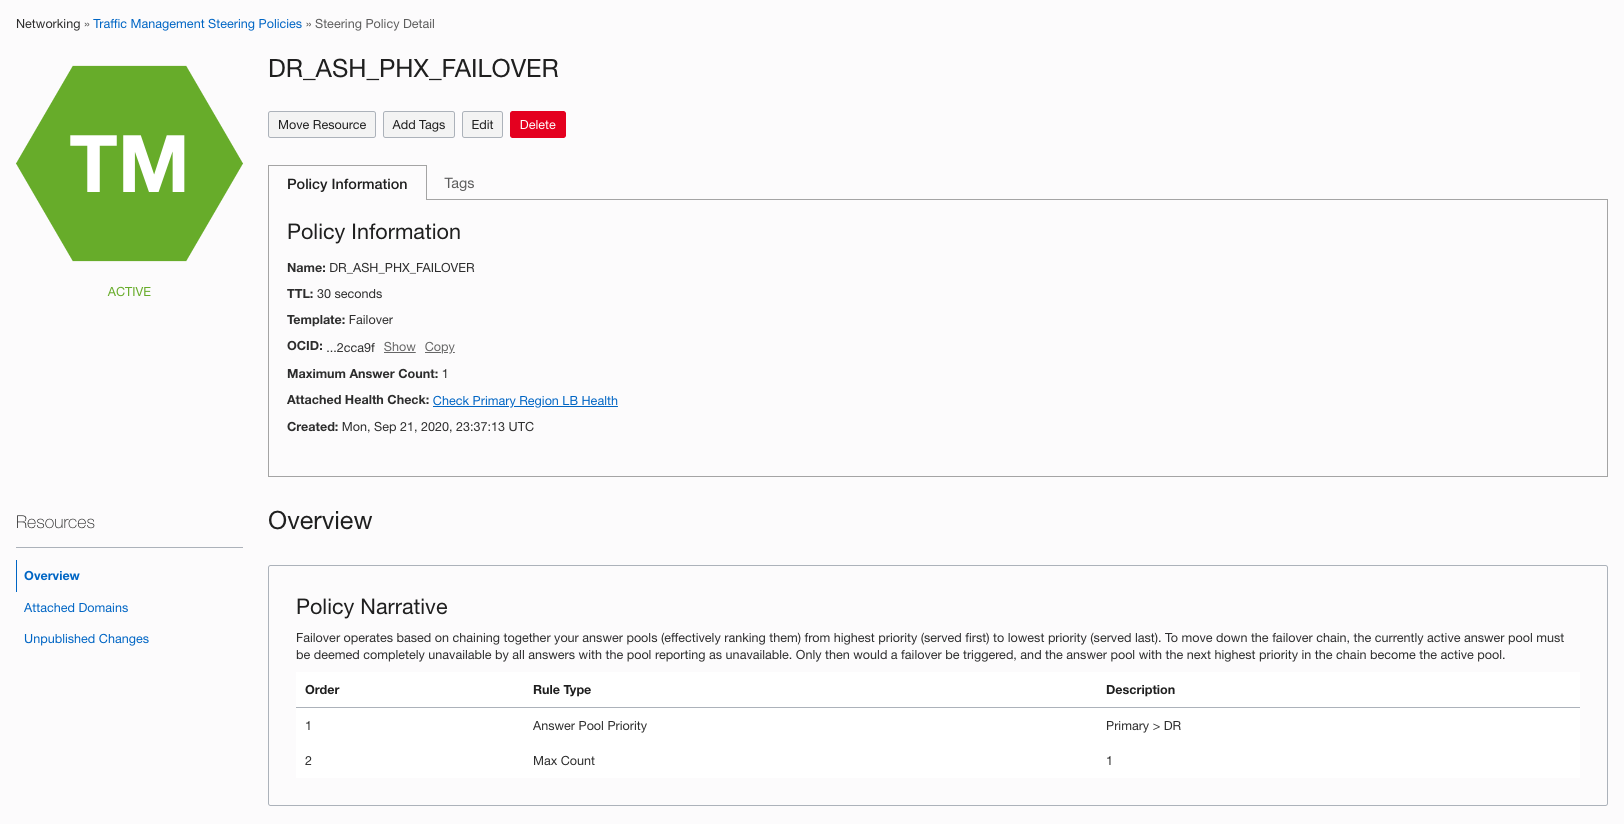 Networking » Traffic Management Steering Policies » Steering Policy Detail
TM
ACTIVE
DR_ASH_PHX_FAILOVER
Move Resource Add Tags Edit Delete
Policy Information Tags
Policy Information
Name: DR_ASH_PHX_FAILOVER
TTL: 30 seconds
Template: Failover
OCID: ...2cca9f Show Copy
Maximum Answer Count: 1
Attached Health Check: Check Primary Region LB Health
Created: Mon, Sep 21, 2020, 23:37:13 UTC
Resources
Overview
Attached Domains
Unpublished Changes
Overview
Policy Narrative
Failover operates based on chaining together your answer pools (effectively ranking them) from highest priority (served first) to lowest priority (served last). To move down the failover chain, the currently active answer pool must
be deemed completely unavailable by all answers with the pool reporting as unavailable. Only then would a failover be triggered, and the answer pool with the next highest priority in the chain become the active pool.
Order Rule Type Description
1 Answer Pool Priority Primary > DR
2 Max Count 1